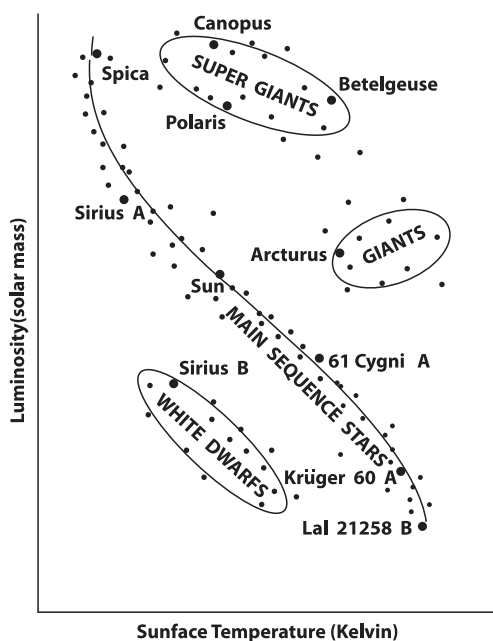 Canopus
Spica
SUPER GIANTS
Betelgeuse
Polaris
Sirius A
Arcturus
GIANTS
Sun
MAIN SEQUENCE STARS
61 Cygni A
Sirius B
WHITE DWARFS
Krüger 60 A
Lal 21258 B
Luminosity(solar mass)
Sunface Temperature (Kelvin)